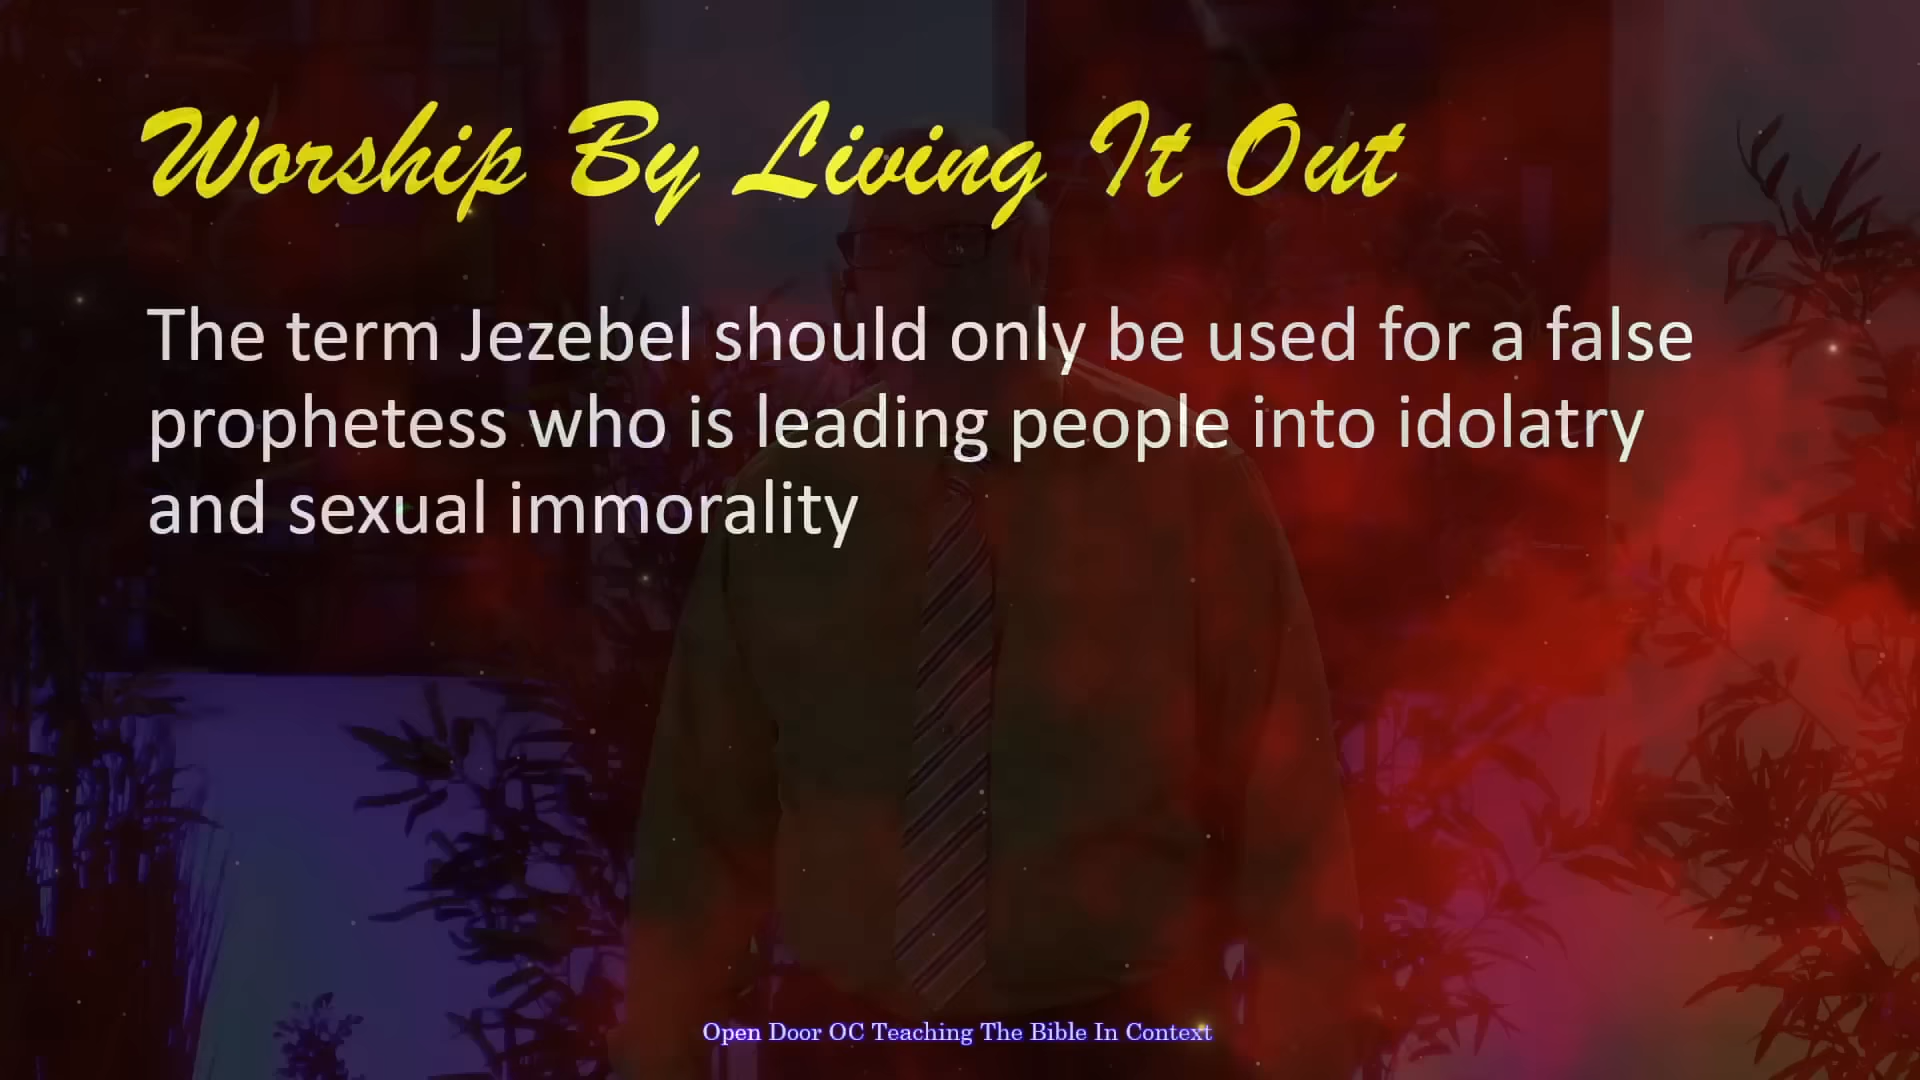 Worship By Living It Out
The term Jezebel should only be used for a false
prophetess who is leading people into idolatry
and sexual immorality
Open Door OC Teaching The Bible In Context